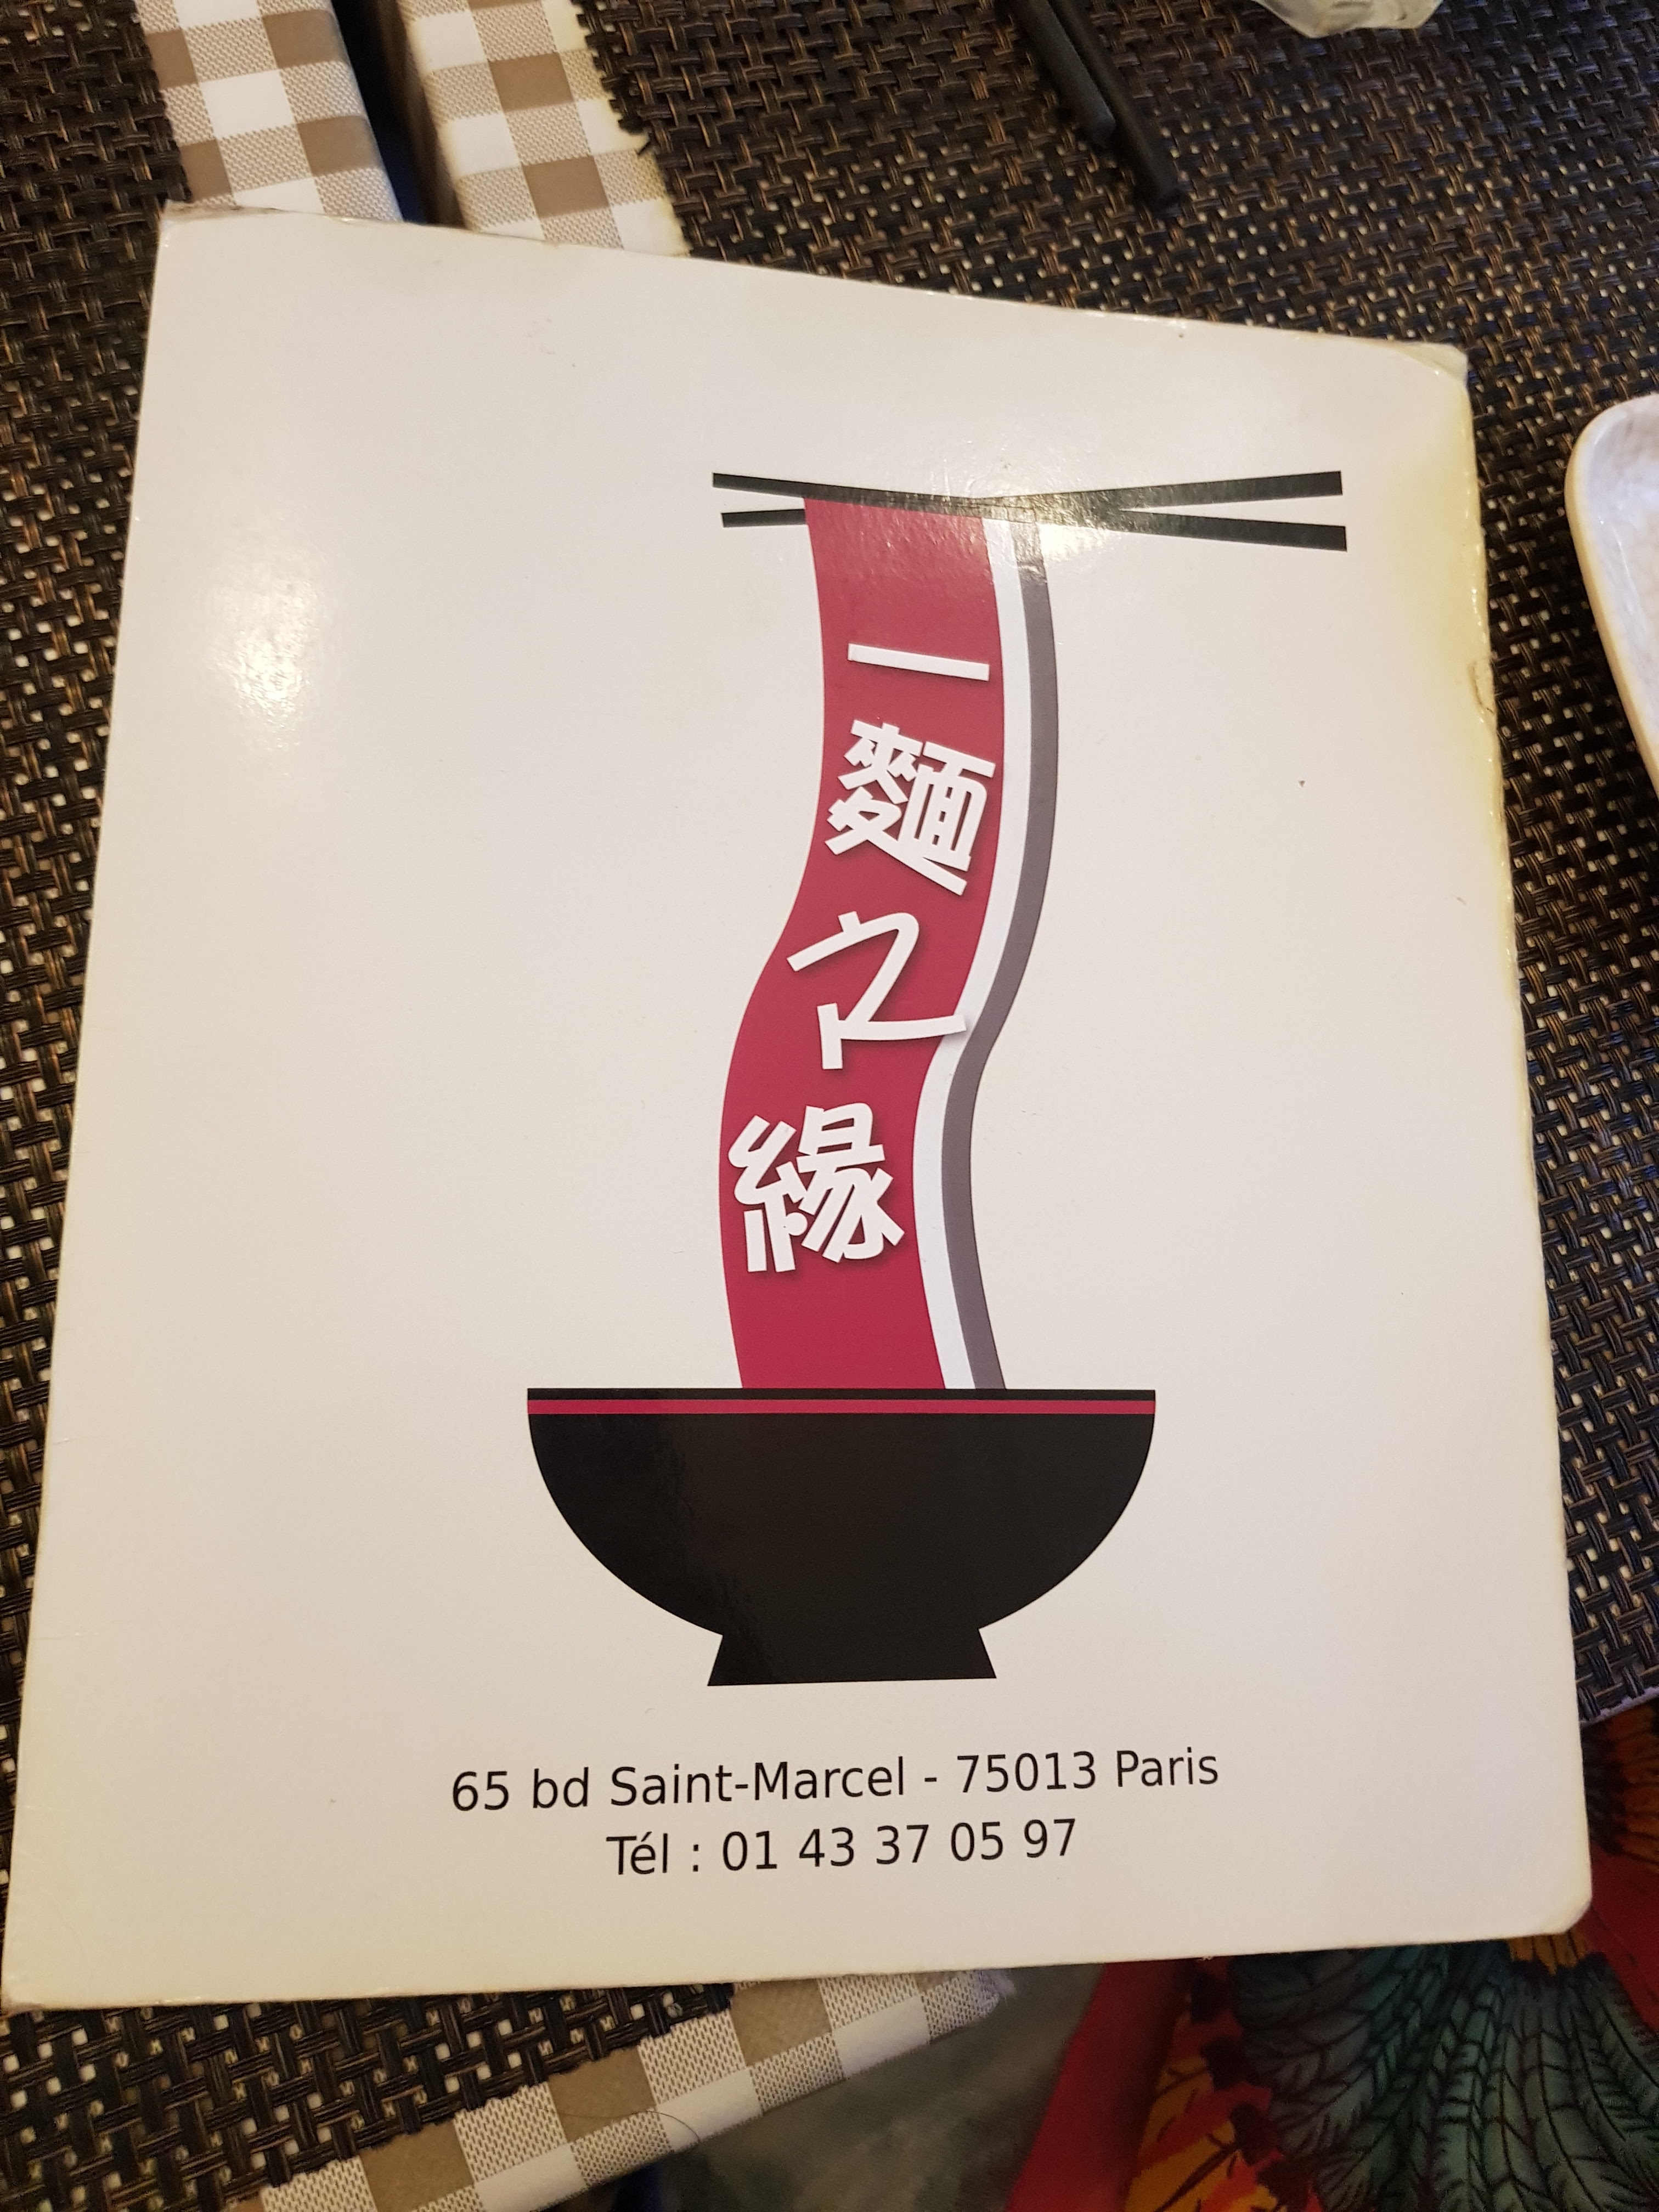 一麵之緣
65 bd Saint-Marcel - 75013 Paris
Tél : 01 43 37 05 97